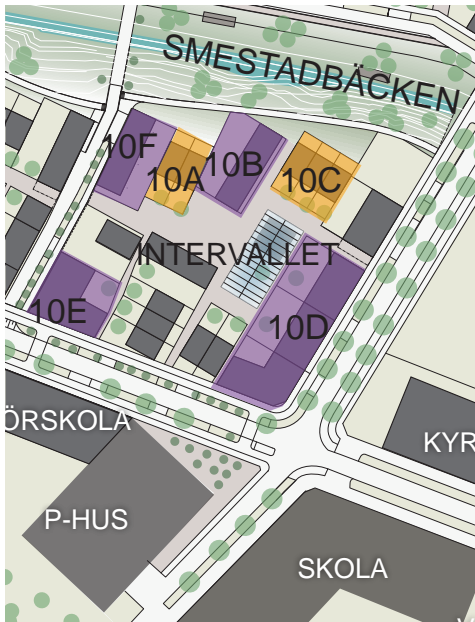 SMESTADBÄCKEN
10F
10B
10A
10C
INTERVALLET
10E
10D
ÖRSKOLA
KYR
P-HUS
SKOLA